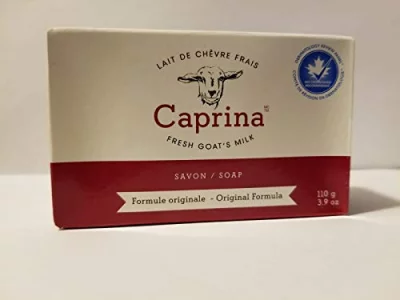 LAIT DE CHÈVRE FRAIS
Caprina
FRESH GOAT'S MILK
SAVON / SOAP
Formule originale - Original Formula
110 g
3.9 oz